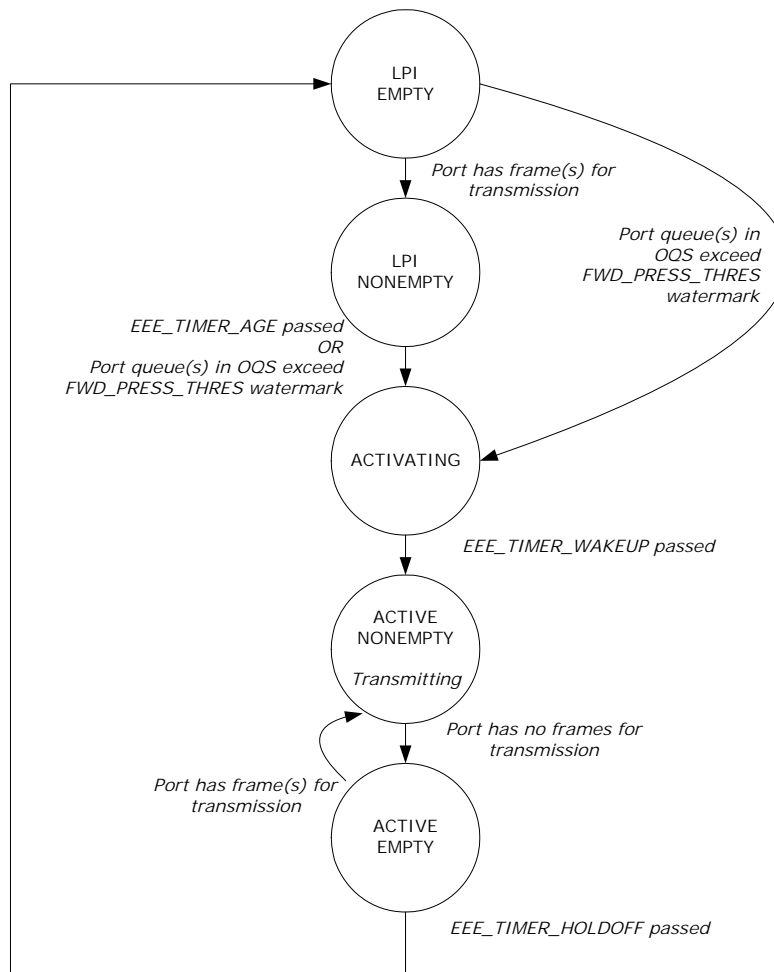 LPI
EMPTY
Port has frame(s) for
transmission
Port queue(s) in
OQS exceed
FWD_PRESS_THRES
watermark
LPI
NONEMPTY
EEE_TIMER_AGE passed
OR
Port queue(s) in OQS exceed
FWD_PRESS_THRES watermark
ACTIVATING
EEE_TIMER_WAKEUP passed
ACTIVE
NONEMPTY
Transmitting
Port has no frames for
transmission
Port has frame(s) for
transmission
ACTIVE
EMPTY
EEE_TIMER_HOLDOFF passed